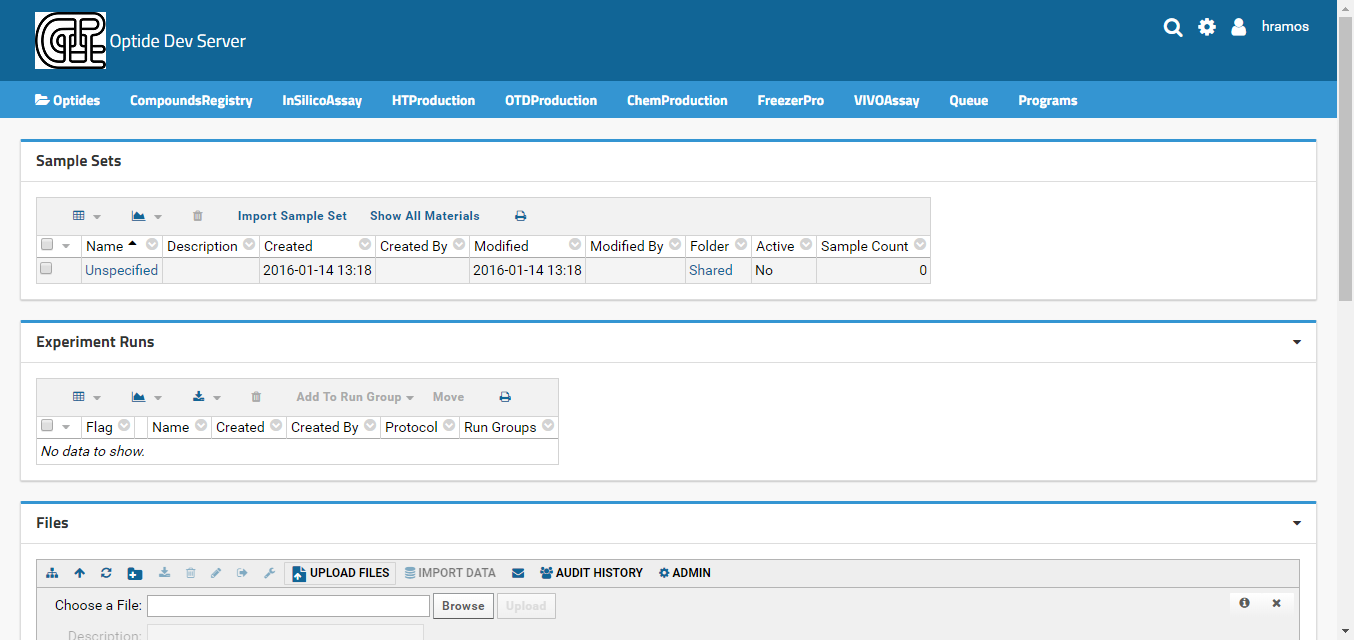 Optide Dev Server
hramos
Optides CompoundsRegistry InSilicoAssay HTProduction OTDProduction ChemProduction FreezerPro VIVOAssay Queue Programs
Sample Sets
Import Sample Set Show All Materials
Name Description Created Created By Modified Modified By Folder Active Sample Count
Unspecified 2016-01-14 13:18 2016-01-14 13:18 Shared No 0
Experiment Runs
Add To Run Group Move
Flag Name Created Created By Protocol Run Groups
No data to show.
Files
UPLOAD FILES IMPORT DATA AUDIT HISTORY ADMIN
Choose a File: Browse Upload
Description: